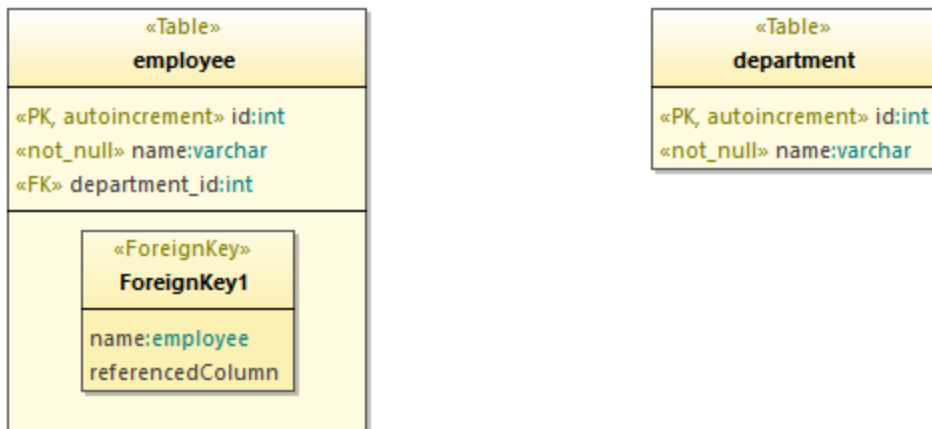 «Table»
employee
«PK, autoincrement» id:int
«not_null» name:varchar
«FK» department_id:int
«ForeignKey»
ForeignKey1
name:employee
referencedColumn
«Table»
department
«PK, autoincrement» id:int
«not_null» name:varchar